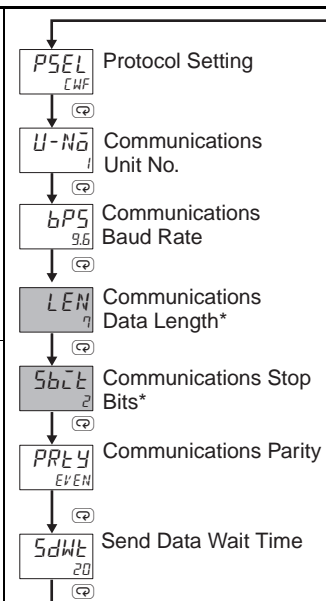 PSEL
CWF
Protocol Setting
U-No
1
Communications
Unit No.
bPS
9.6
Communications
Baud Rate
LEN
7
Communications
Data Length*
Sbit
2
Communications Stop
Bits*
PRtY
EVEN
Communications Parity
SdWt
20
Send Data Wait Time